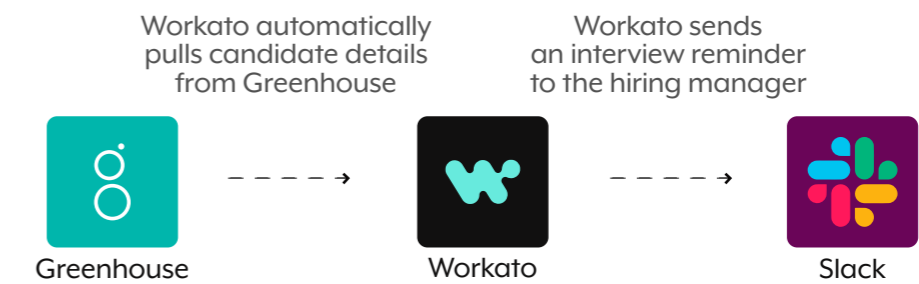 Workato automatically
pulls candidate details
from Greenhouse
Workato sends
an interview reminder
to the hiring manager
Greenhouse
Workato
Slack